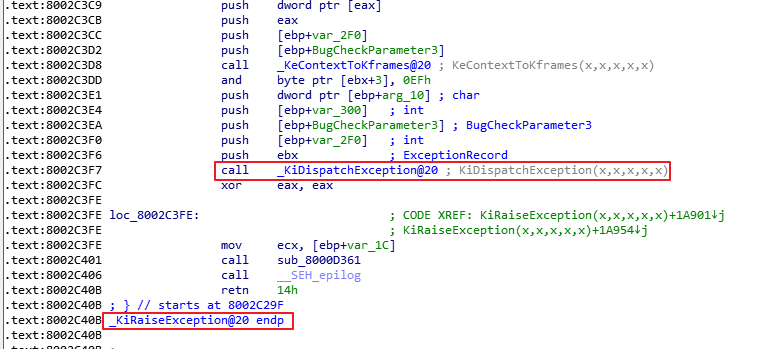 .text:8002C3C9 push dword ptr [eax]
.text:8002C3CB push eax
.text:8002C3CC push [ebp+var_2F0]
.text:8002C3D2 push [ebp+BugCheckParameter3]
.text:8002C3D8 call _KeContextToKframes@20 ; KeContextToKframes(x,x,x,x,x)
.text:8002C3DD and byte ptr [ebx+3], 0EFh
.text:8002C3E1 push dword ptr [ebp+arg_10] ; char
.text:8002C3E4 push [ebp+var_300] ; int
.text:8002C3EA push [ebp+BugCheckParameter3] ; BugCheckParameter3
.text:8002C3F0 push [ebp+var_2F0] ; int
.text:8002C3F6 push ebx ; ExceptionRecord
.text:8002C3F7 call _KiDispatchException@20 ; KiDispatchException(x,x,x,x,x)
.text:8002C3FC xor eax, eax
.text:8002C3FE
.text:8002C3FE loc_8002C3FE: ; CODE XREF: KiRaiseException(x,x,x,x,x)+1A901↓j
.text:8002C3FE ; KiRaiseException(x,x,x,x,x)+1A954↓j
.text:8002C3FE mov ecx, [ebp+var_1C]
.text:8002C401 call sub_8000D361
.text:8002C406 call __SEH_epilog
.text:8002C40B retn 14h
.text:8002C40B ; } // starts at 8002C29F
.text:8002C40B _KiRaiseException@20 endp
.text:8002C40B
.text:8002C40B ;